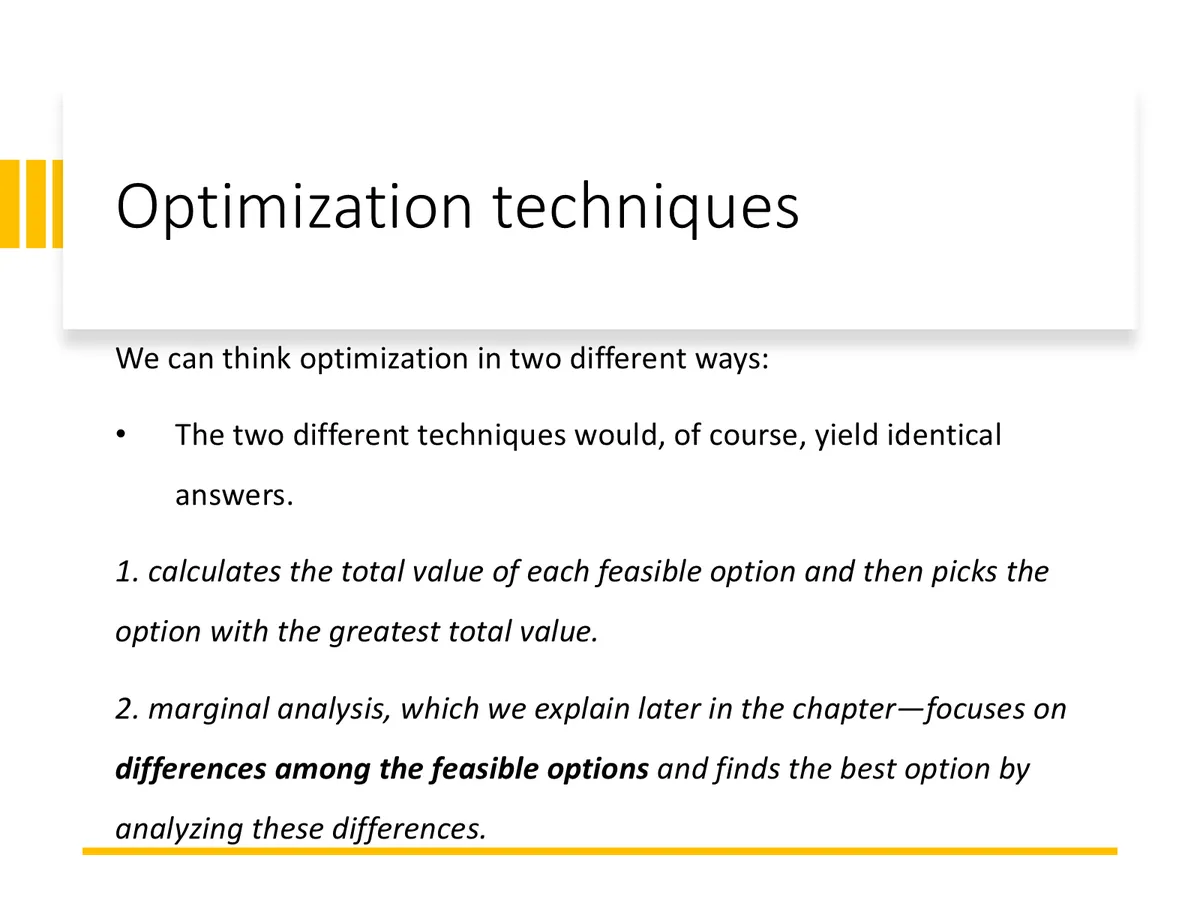 Optimization techniques
We can think optimization in two different ways:
• The two different techniques would, of course, yield identical
answers.
1. calculates the total value of each feasible option and then picks the
option with the greatest total value.
2. marginal analysis, which we explain later in the chapter—focuses on
differences among the feasible options and finds the best option by
analyzing these differences.